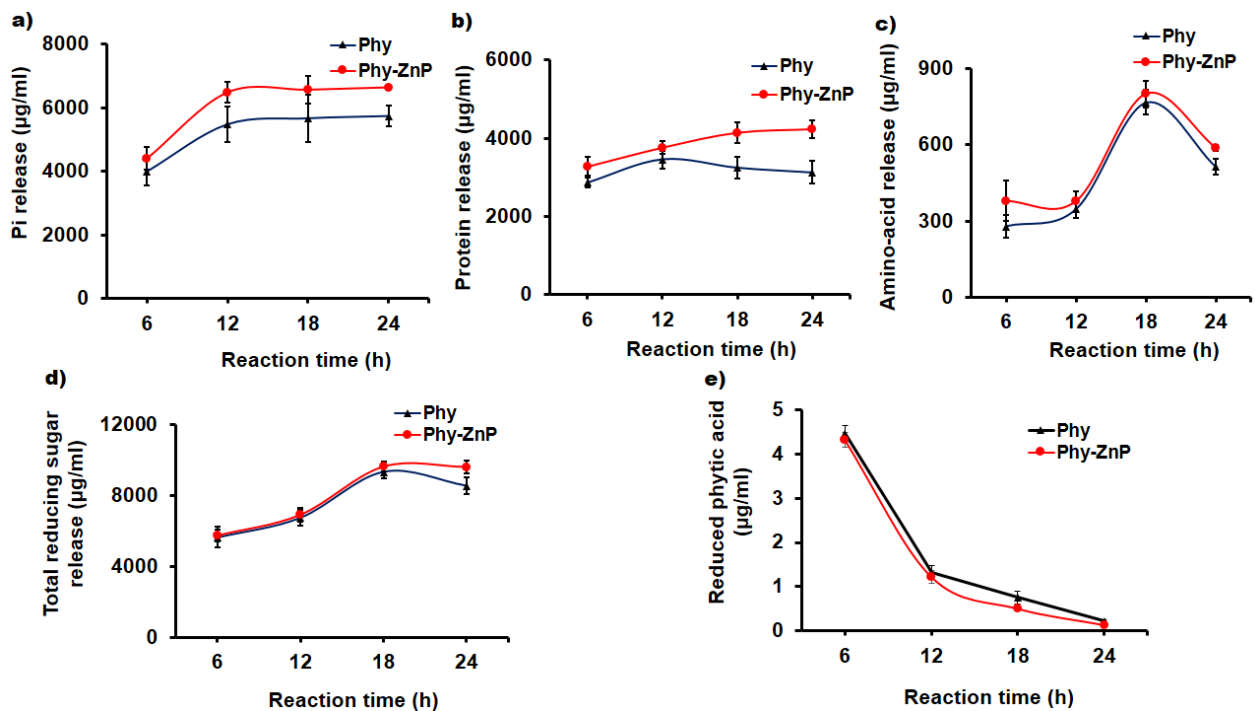 a)
Pi release (µg/ml)
8000
6000
4000
2000
0
6 12 18 24
Reaction time (h)
Phy
Phy-ZnP
b)
Protein release (µg/ml)
6000
4000
2000
0
6 12 18 24
Reaction time (h)
Phy
Phy-ZnP
c)
Amino-acid release (µg/ml)
900
600
300
0
6 12 18 24
Reaction time (h)
Phy
Phy-ZnP
d)
Total reducing sugar
release (µg/ml)
12000
8000
4000
0
6 12 18 24
Reaction time (h)
Phy
Phy-ZnP
e)
Reduced phytic acid
(µg/ml)
5
4
3
2
1
0
6 12 18 24
Reaction time (h)
Phy
Phy-ZnP